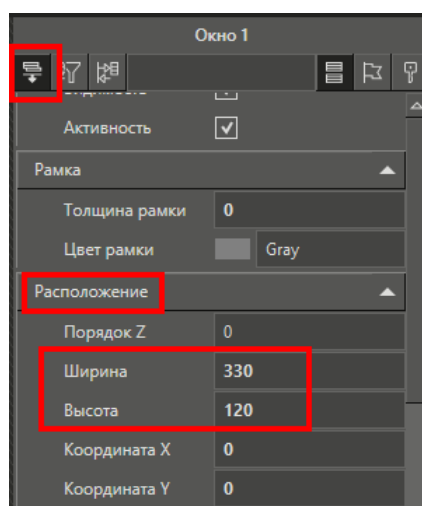 Окно 1
Активность
Рамка
Толщина рамки 0
Цвет рамки Gray
Расположение
Порядок Z 0
Ширина 330
Высота 120
Координата X 0
Координата Y 0